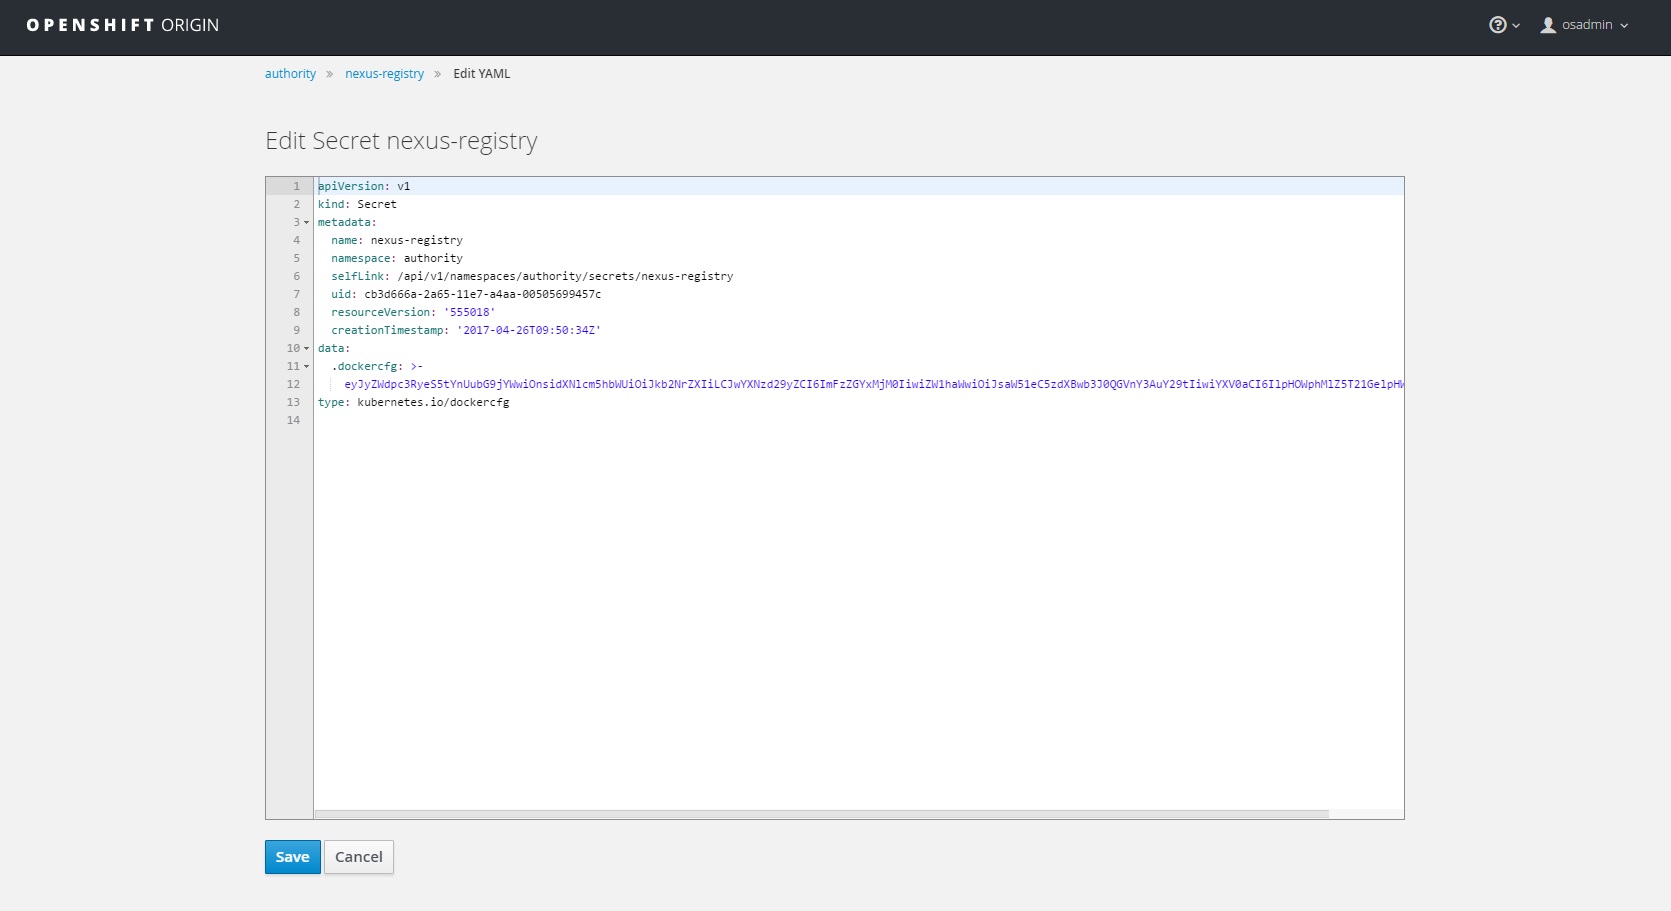 OPENSHIFT ORIGIN
osadmin
authority » nexus-registry » Edit YAML
Edit Secret nexus-registry
1 apiVersion: v1
2 kind: Secret
3 metadata:
4 name: nexus-registry
5 namespace: authority
6 selfLink: /api/v1/namespaces/authority/secrets/nexus-registry
7 uid: cb3d666a-2a65-11e7-a4aa-00505699457c
8 resourceVersion: '555018'
9 creationTimestamp: '2017-04-26T09:50:34Z'
10 data:
11 .dockercfg: >-
12
13 type: kubernetes.io/dockercfg
14
Save Cancel